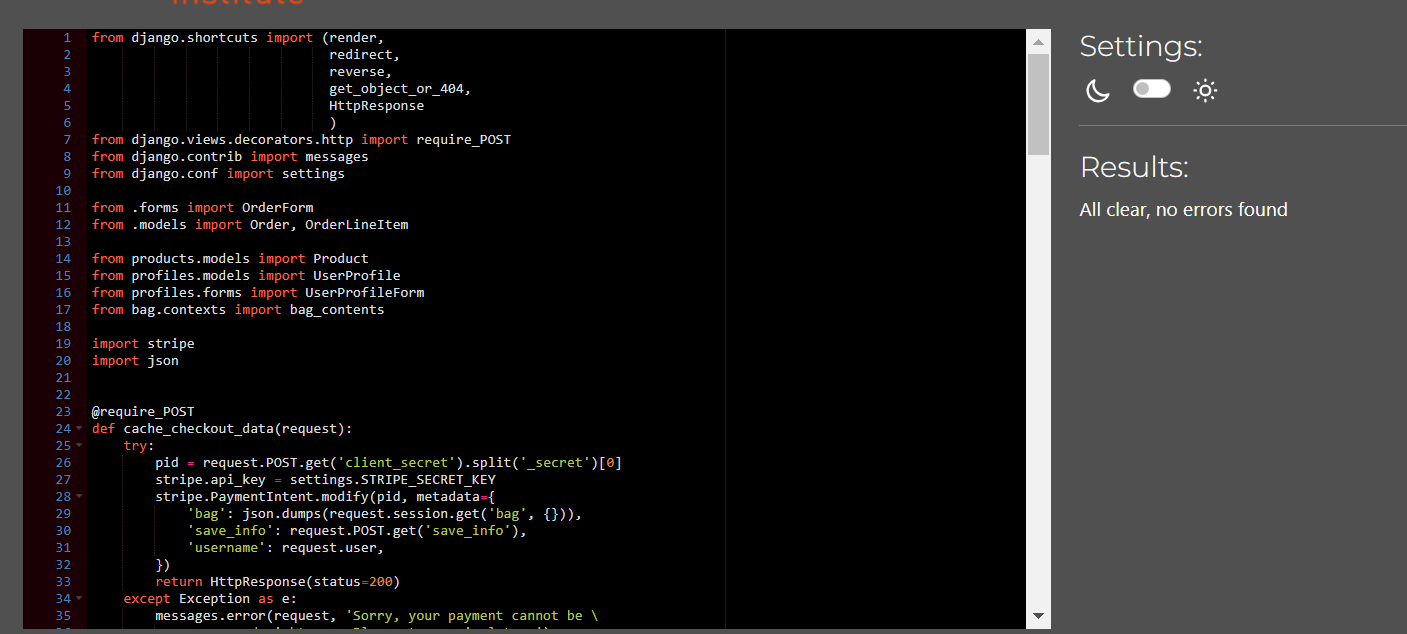 Institute
1 from django.shortcuts import (render,
2                               redirect,
3                               reverse,
4                               get_object_or_404,
5                               HttpResponse
6                               )
7 from django.views.decorators.http import require_POST
8 from django.contrib import messages
9 from django.conf import settings
10
11 from .forms import OrderForm
12 from .models import Order, OrderLineItem
13
14 from products.models import Product
15 from profiles.models import UserProfile
16 from profiles.forms import UserProfileForm
17 from bag.contexts import bag_contents
18
19 import stripe
20 import json
21
22
23 @require_POST
24 def cache_checkout_data(request):
25     try:
26         pid = request.POST.get('client_secret').split('_secret')[0]
27         stripe.api_key = settings.STRIPE_SECRET_KEY
28         stripe.PaymentIntent.modify(pid, metadata={
29             'bag': json.dumps(request.session.get('bag', {})),
30             'save_info': request.POST.get('save_info'),
31             'username': request.user,
32         })
33         return HttpResponse(status=200)
34     except Exception as e:
35         messages.error(request, 'Sorry, your payment cannot be \
Settings:
Results:
All clear, no errors found